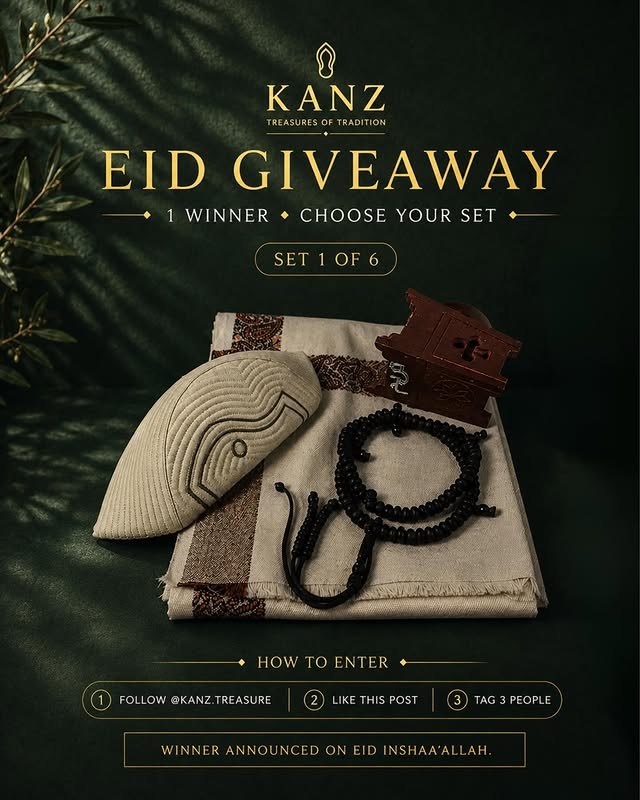 KANZ
TREASURES OF TRADITION
EID GIVEAWAY
1 WINNER ◆ CHOOSE YOUR SET
SET 1 OF 6
HOW TO ENTER
1 FOLLOW @KANZ.TREASURE 2 LIKE THIS POST 3 TAG 3 PEOPLE
WINNER ANNOUNCED ON EID INSHAA'ALLAH.